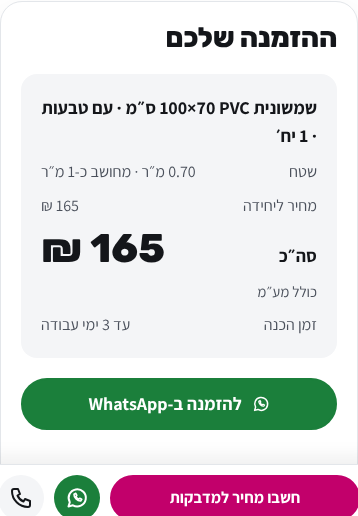 ההזמנה שלכם
שמשונית PVC 100×70 ס״מ · עם טבעות
· 1 יח׳
שטח 0.70 מ״ר · מחושב כ-1 מ״ר
מחיר ליחידה 165 ₪
סה״כ 165 ₪
כולל מע״מ
זמן הכנה עד 3 ימי עבודה
להזמנה ב-WhatsApp
חשבו מחיר למדבקות